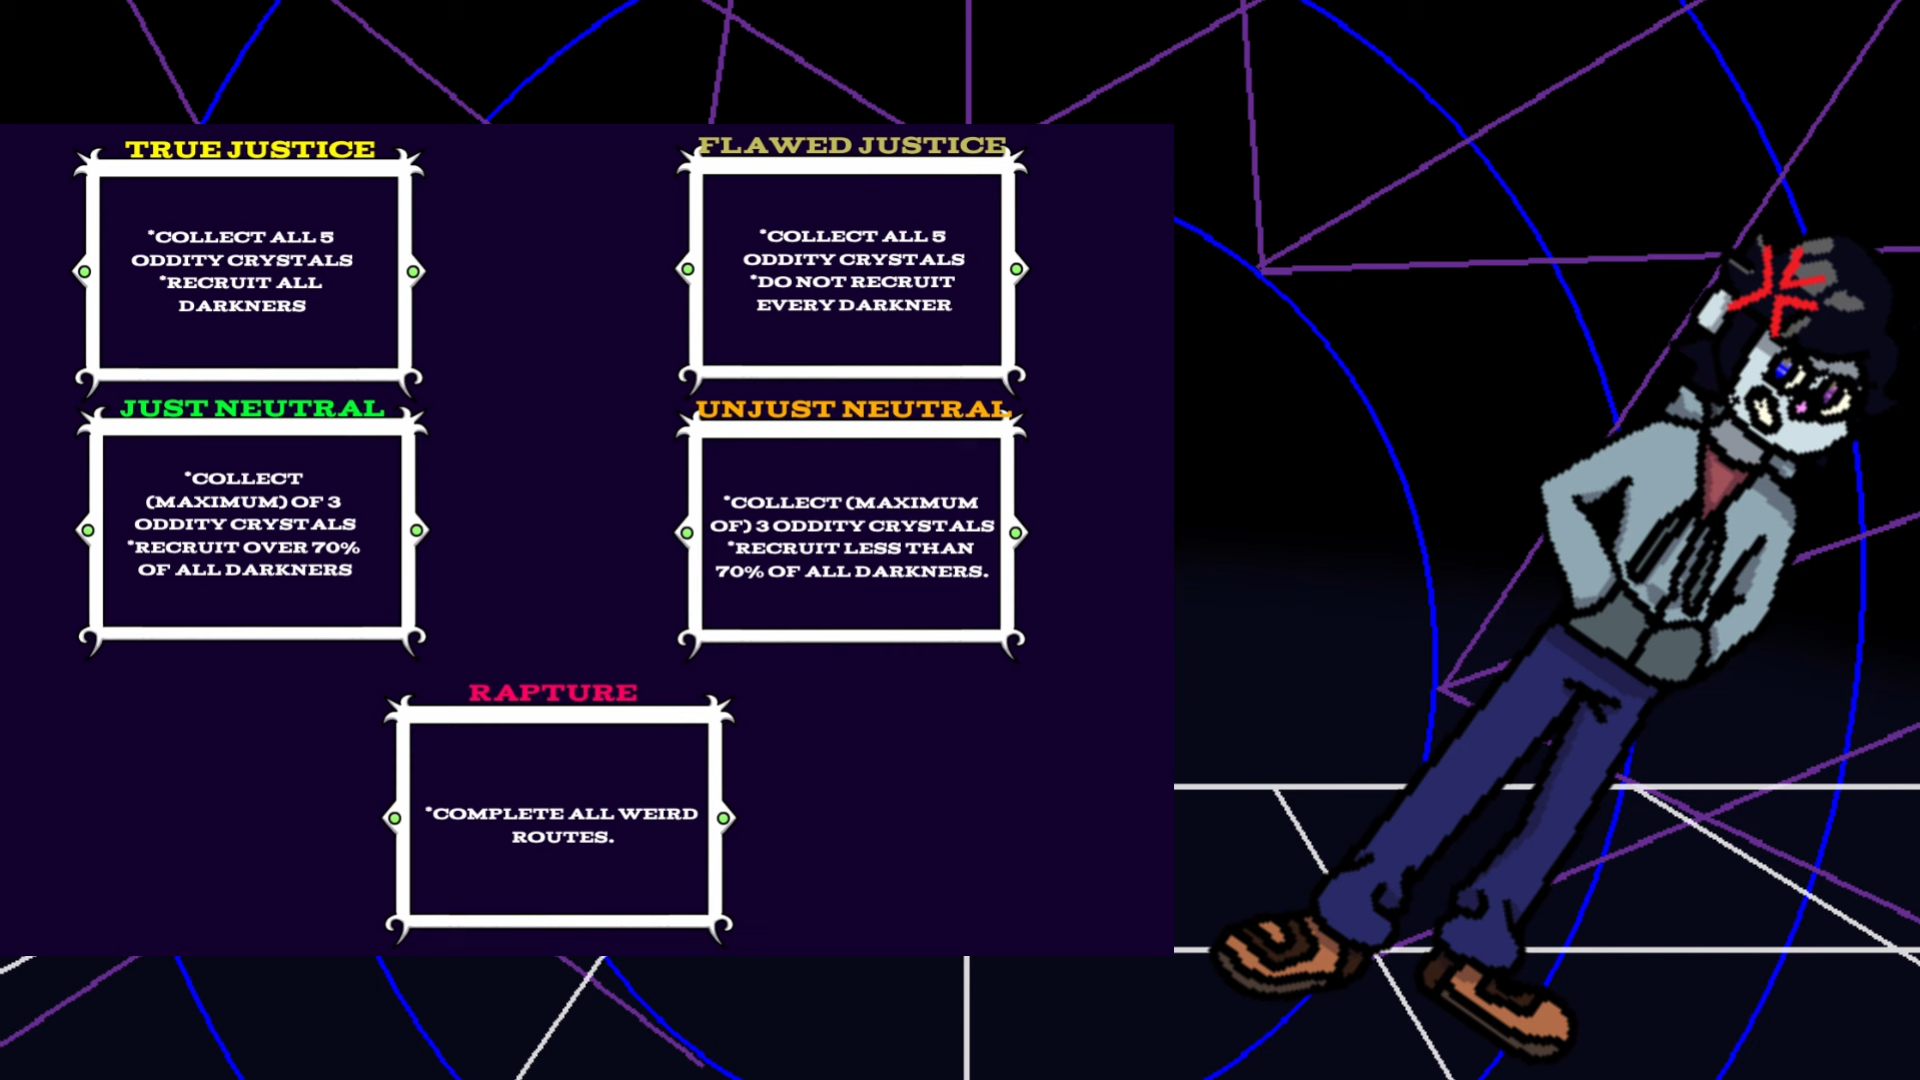 TRUE JUSTICE
*COLLECT ALL 5
ODDITY CRYSTALS
*RECRUIT ALL
DARKNERS
FLAWED JUSTICE
*COLLECT ALL 5
ODDITY CRYSTALS
*DO NOT RECRUIT
EVERY DARKNER
JUST NEUTRAL
*COLLECT
(MAXIMUM) OF 3
ODDITY CRYSTALS
*RECRUIT OVER 70%
OF ALL DARKNERS
UNJUST NEUTRAL
*COLLECT (MAXIMUM
OF) 3 ODDITY CRYSTALS
*RECRUIT LESS THAN
70% OF ALL DARKNERS.
RAPTURE
*COMPLETE ALL WEIRD
ROUTES.